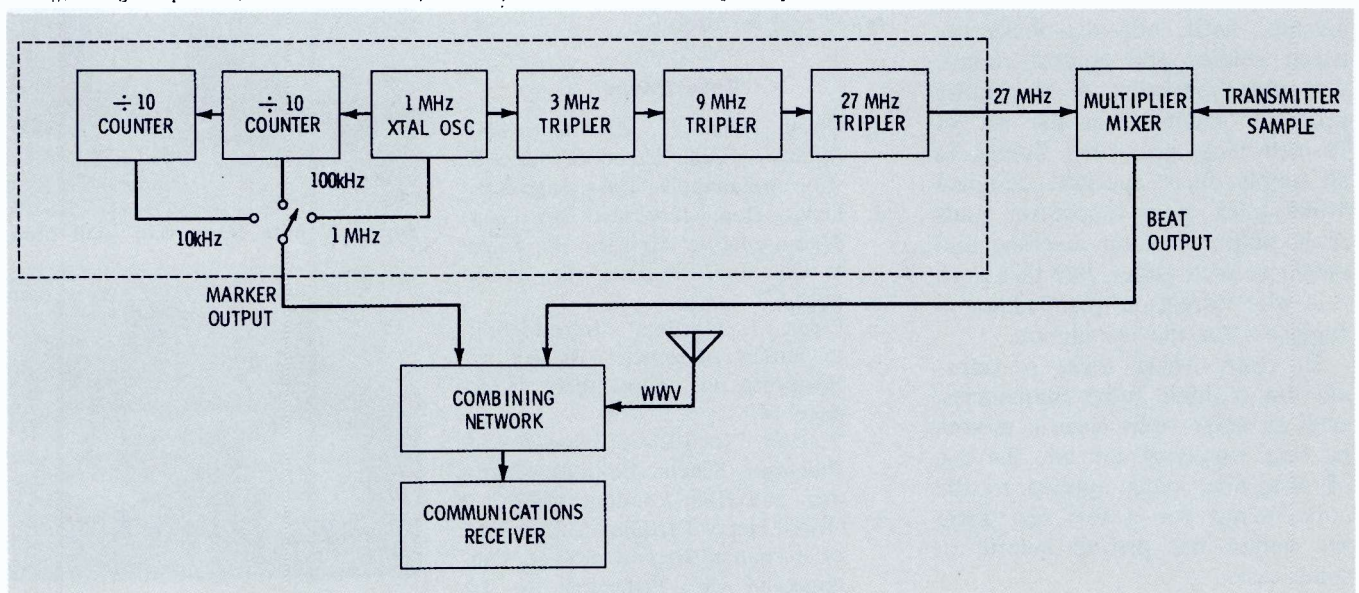 ÷ 10
COUNTER
÷ 10
COUNTER
1 MHz
XTAL OSC
3 MHz
TRIPLER
9 MHz
TRIPLER
27 MHz
TRIPLER
27 MHz
MULTIPLIER
MIXER
TRANSMITTER
SAMPLE
100kHz
10kHz
1 MHz
BEAT
OUTPUT
MARKER
OUTPUT
COMBINING
NETWORK
WWV
COMMUNICATIONS
RECEIVER